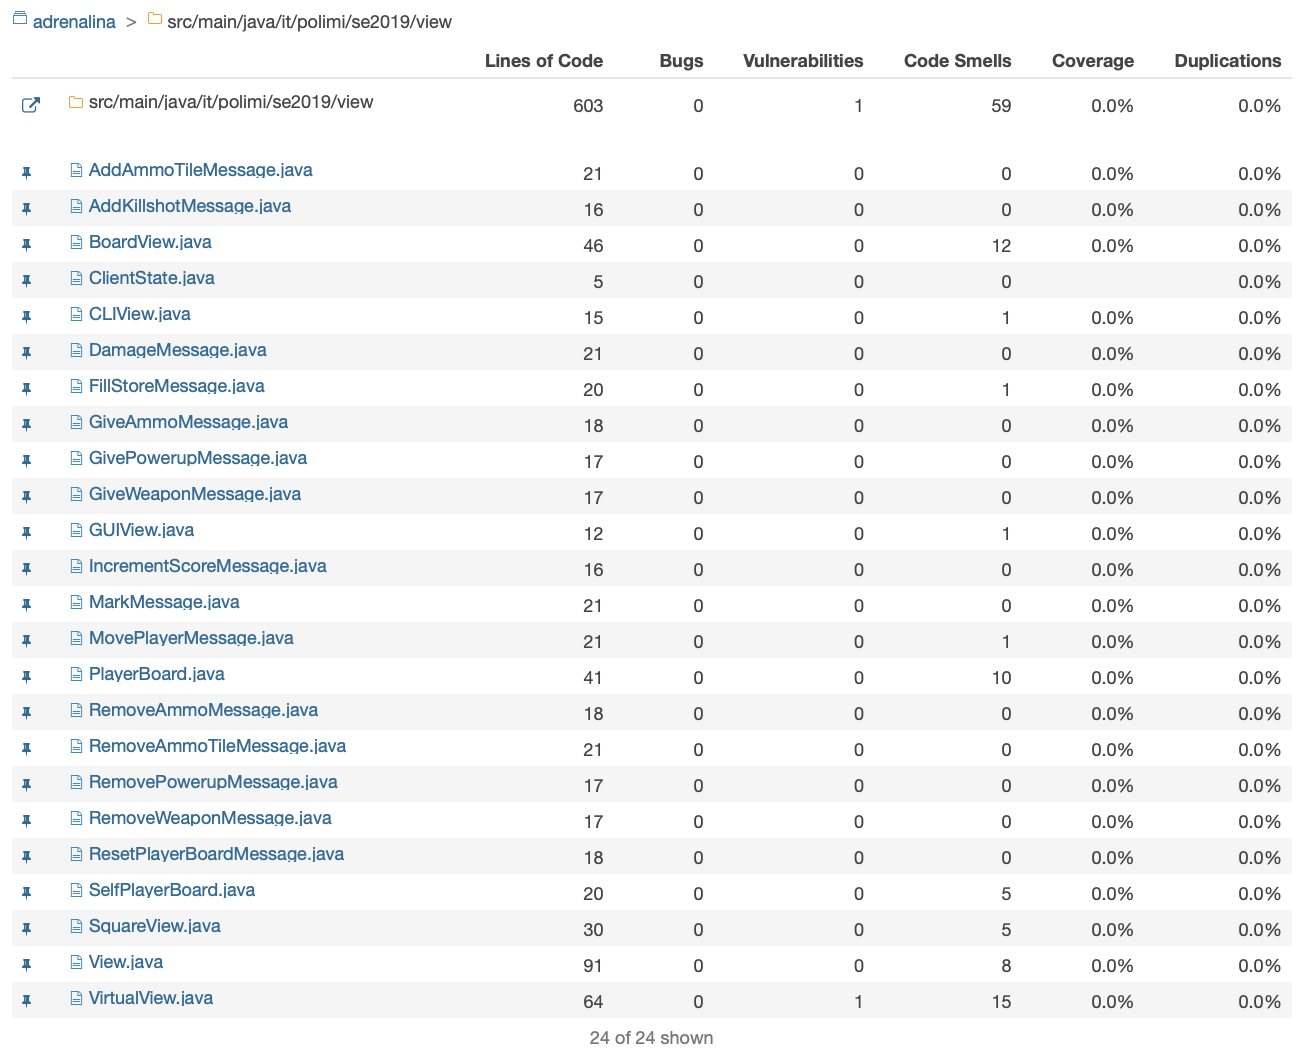 adrenalina > src/main/java/it/polimi/se2019/view
Lines of Code Bugs Vulnerabilities Code Smells Coverage Duplications
src/main/java/it/polimi/se2019/view 603 0 1 59 0.0% 0.0%
AddAmmoTileMessage.java 21 0 0 0 0.0% 0.0%
AddKillshotMessage.java 16 0 0 0 0.0% 0.0%
BoardView.java 46 0 0 12 0.0% 0.0%
ClientState.java 5 0 0 0 0.0%
CLIView.java 15 0 0 1 0.0% 0.0%
DamageMessage.java 21 0 0 0 0.0% 0.0%
FillStoreMessage.java 20 0 0 1 0.0% 0.0%
GiveAmmoMessage.java 18 0 0 0 0.0% 0.0%
GivePowerupMessage.java 17 0 0 0 0.0% 0.0%
GiveWeaponMessage.java 17 0 0 0 0.0% 0.0%
GUIView.java 12 0 0 1 0.0% 0.0%
IncrementScoreMessage.java 16 0 0 0 0.0% 0.0%
MarkMessage.java 21 0 0 0 0.0% 0.0%
MovePlayerMessage.java 21 0 0 1 0.0% 0.0%
PlayerBoard.java 41 0 0 10 0.0% 0.0%
RemoveAmmoMessage.java 18 0 0 0 0.0% 0.0%
RemoveAmmoTileMessage.java 21 0 0 0 0.0% 0.0%
RemovePowerupMessage.java 17 0 0 0 0.0% 0.0%
RemoveWeaponMessage.java 17 0 0 0 0.0% 0.0%
ResetPlayerBoardMessage.java 18 0 0 0 0.0% 0.0%
SelfPlayerBoard.java 20 0 0 5 0.0% 0.0%
SquareView.java 30 0 0 5 0.0% 0.0%
View.java 91 0 0 8 0.0% 0.0%
VirtualView.java 64 0 1 15 0.0% 0.0%
24 of 24 shown